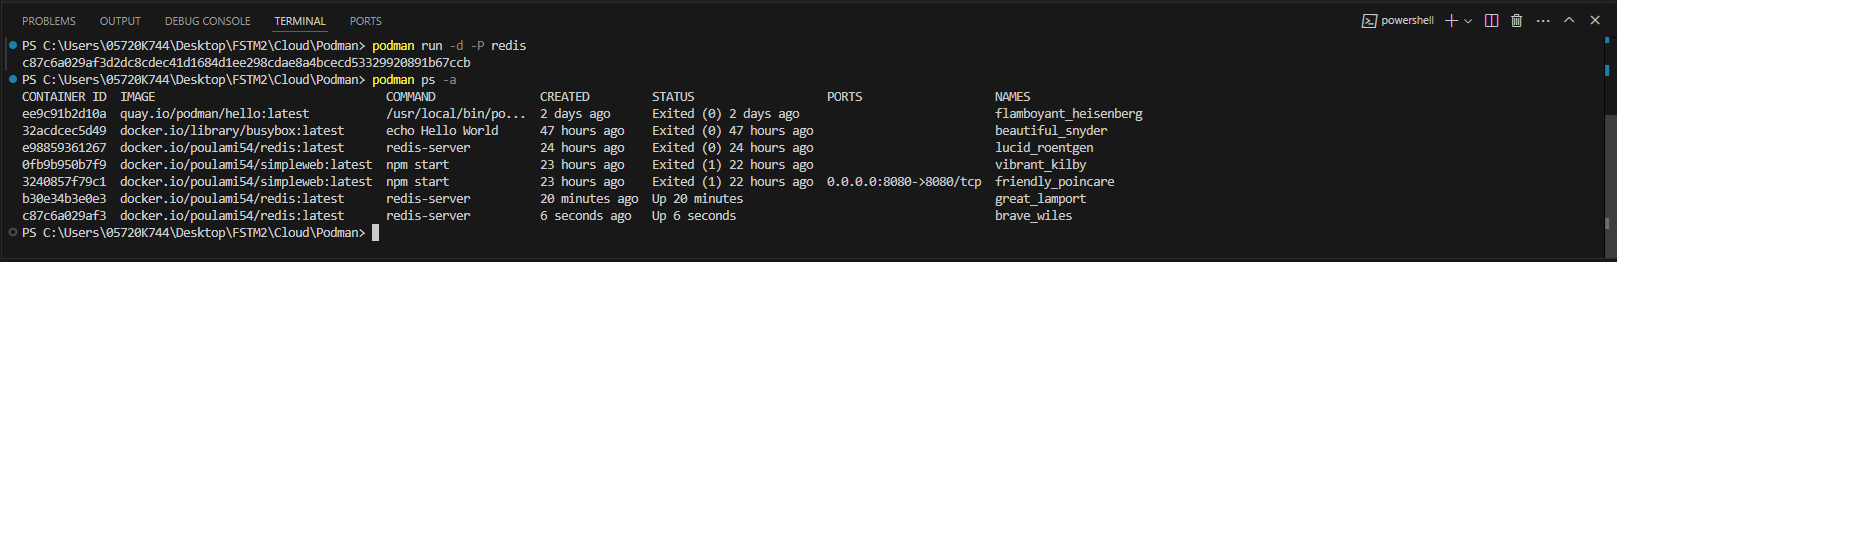 PROBLEMS OUTPUT DEBUG CONSOLE TERMINAL PORTS powershell
PS C:\Users\05720K744\Desktop\FSTM2\Cloud\Podman> podman run -d -P redis
c87c6a029af3d2dc8cdec41d1684d1ee298cdae8a4bcecd53329920891b67ccb
PS C:\Users\05720K744\Desktop\FSTM2\Cloud\Podman> podman ps -a
CONTAINER ID IMAGE COMMAND CREATED STATUS PORTS NAMES
ee9c91b2d10a quay.io/podman/hello:latest /usr/local/bin/po... 2 days ago Exited (0) 2 days ago flamboyant_heisenberg
32acdcec5d49 docker.io/library/busybox:latest echo Hello World 47 hours ago Exited (0) 47 hours ago beautiful_snyder
e98859361267 docker.io/poulami54/redis:latest redis-server 24 hours ago Exited (0) 24 hours ago lucid_roentgen
0fb9b950b7f9 docker.io/poulami54/simpleweb:latest npm start 23 hours ago Exited (1) 22 hours ago vibrant_kilby
3240857f79c1 docker.io/poulami54/simpleweb:latest npm start 23 hours ago Exited (1) 22 hours ago 0.0.0.0:8080->8080/tcp friendly_poincare
b30e34b3e0e3 docker.io/poulami54/redis:latest redis-server 20 minutes ago Up 20 minutes great_lamport
c87c6a029af3 docker.io/poulami54/redis:latest redis-server 6 seconds ago Up 6 seconds brave_wiles
PS C:\Users\05720K744\Desktop\FSTM2\Cloud\Podman>